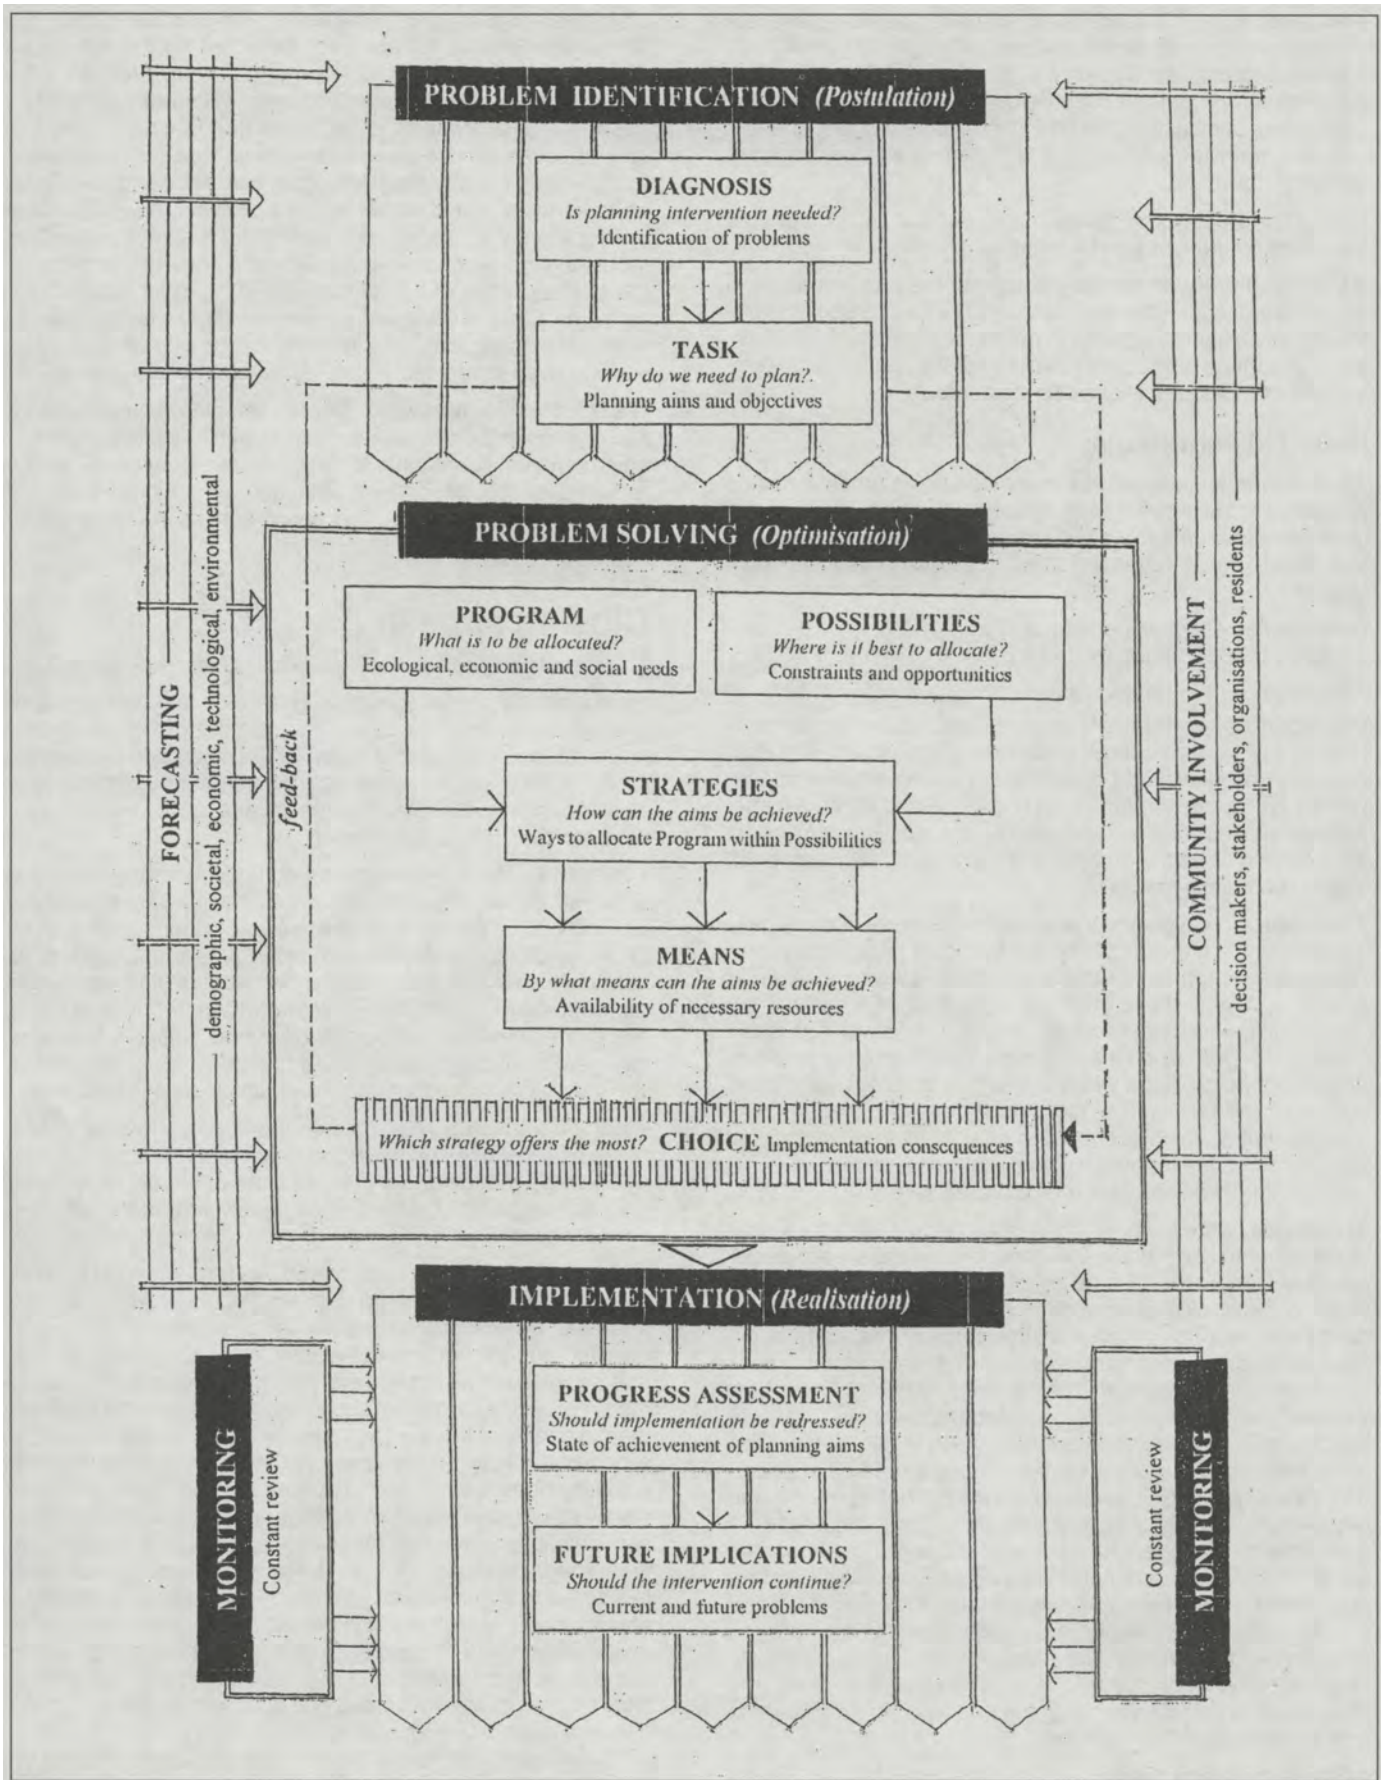 PROBLEM IDENTIFICATION (Postulation)
DIAGNOSIS
Is planning intervention needed?
Identification of problems
TASK
Why do we need to plan?.
Planning aims and objectives
PROBLEM SOLVING (Optimisation)
PROGRAM
What is to be allocated?
Ecological, economic and social needs
POSSIBILITIES
Where is it best to allocate?
Constraints and opportunities
FORECASTING
demographic, societal, economic, technological, environmental
feed-back
COMMUNITY INVOLVEMENT
decision makers, stakeholders, organisations, residents
STRATEGIES
How can the aims be achieved?
Ways to allocate Program within Possibilities
MEANS
By what means can the aims be achieved?
Availability of necessary resources
Which strategy offers the most? CHOICE Implementation consequences
IMPLEMENTATION (Realisation)
MONITORING
Constant review
PROGRESS ASSESSMENT
Should implementation be redressed?
State of achievement of planning aims
FUTURE IMPLICATIONS
Should the intervention continue?
Current and future problems
Constant review
MONITORING